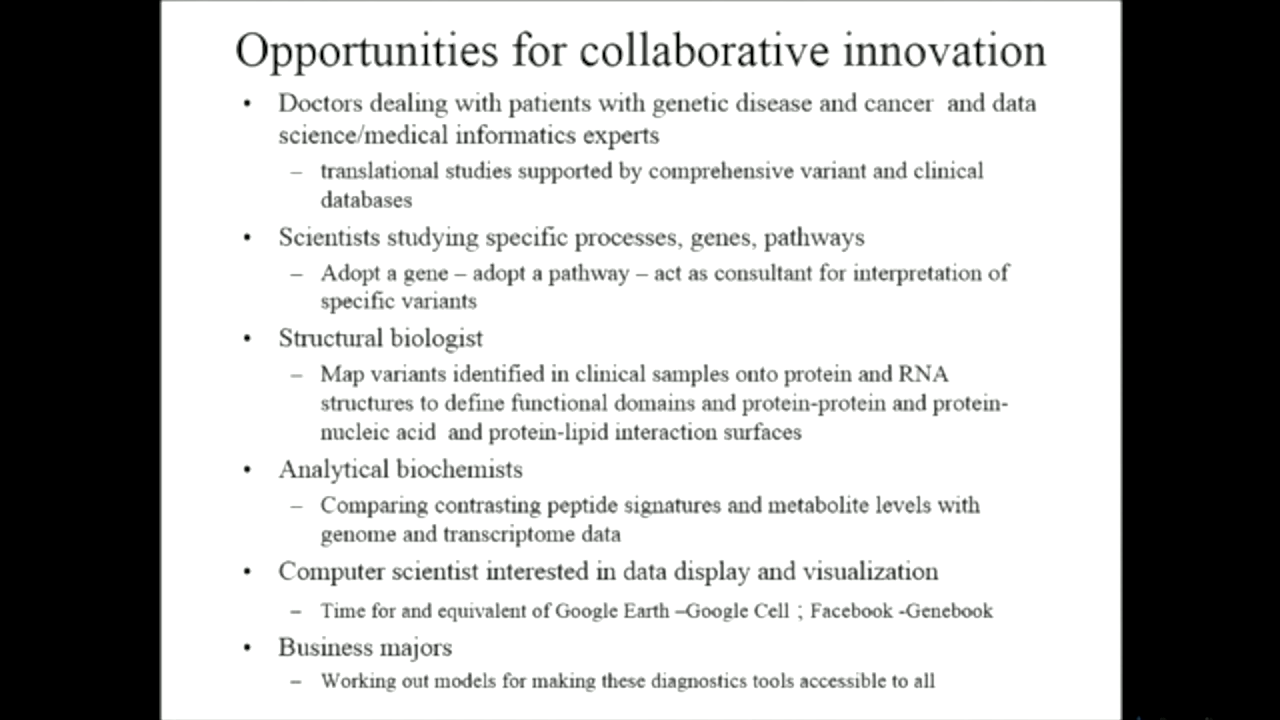 Opportunities for collaborative innovation
• Doctors dealing with patients with genetic disease and cancer  and data
science/medical informatics experts
– translational studies supported by comprehensive variant and clinical
databases
• Scientists studying specific processes, genes, pathways
– Adopt a gene – adopt a pathway – act as consultant for interpretation of
specific variants
• Structural biologist
– Map variants identified in clinical samples onto protein and RNA
structures to define functional domains and protein-protein and protein-
nucleic acid  and protein-lipid interaction surfaces
• Analytical biochemists
– Comparing contrasting peptide signatures and metabolite levels with
genome and transcriptome data
• Computer scientist interested in data display and visualization
– Time for and equivalent of Google Earth –Google Cell ; Facebook -Genebook
• Business majors
– Working out models for making these diagnostics tools accessible to all